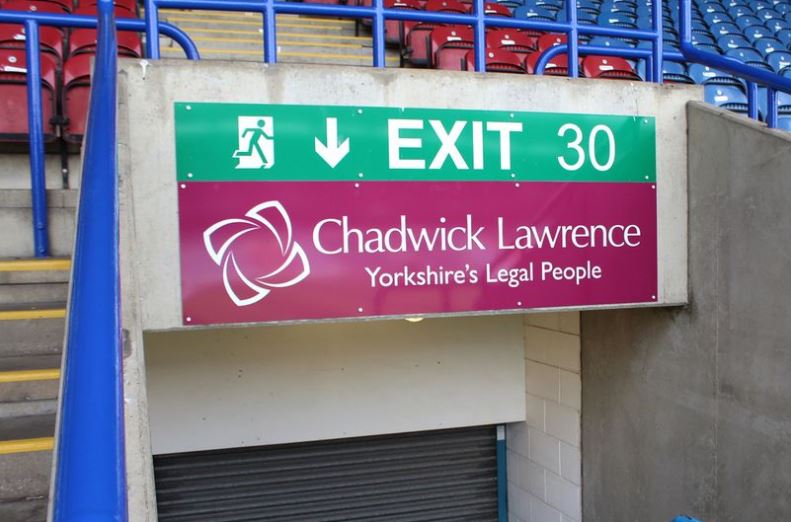 EXIT 30
Chadwick Lawrence
Yorkshire's Legal People